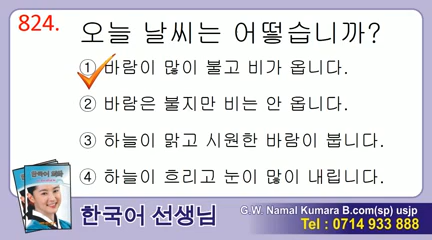 824. 오늘 날씨는 어떻습니까?
① 바람이 많이 불고 비가 옵니다.
② 바람은 불지만 비는 안 옵니다.
③ 하늘이 맑고 시원한 바람이 붑니다.
④ 하늘이 흐리고 눈이 많이 내립니다.
한국어 선생님
G.W. Namal Kumara B.com(sp) usjp
Tel : 0714 933 888